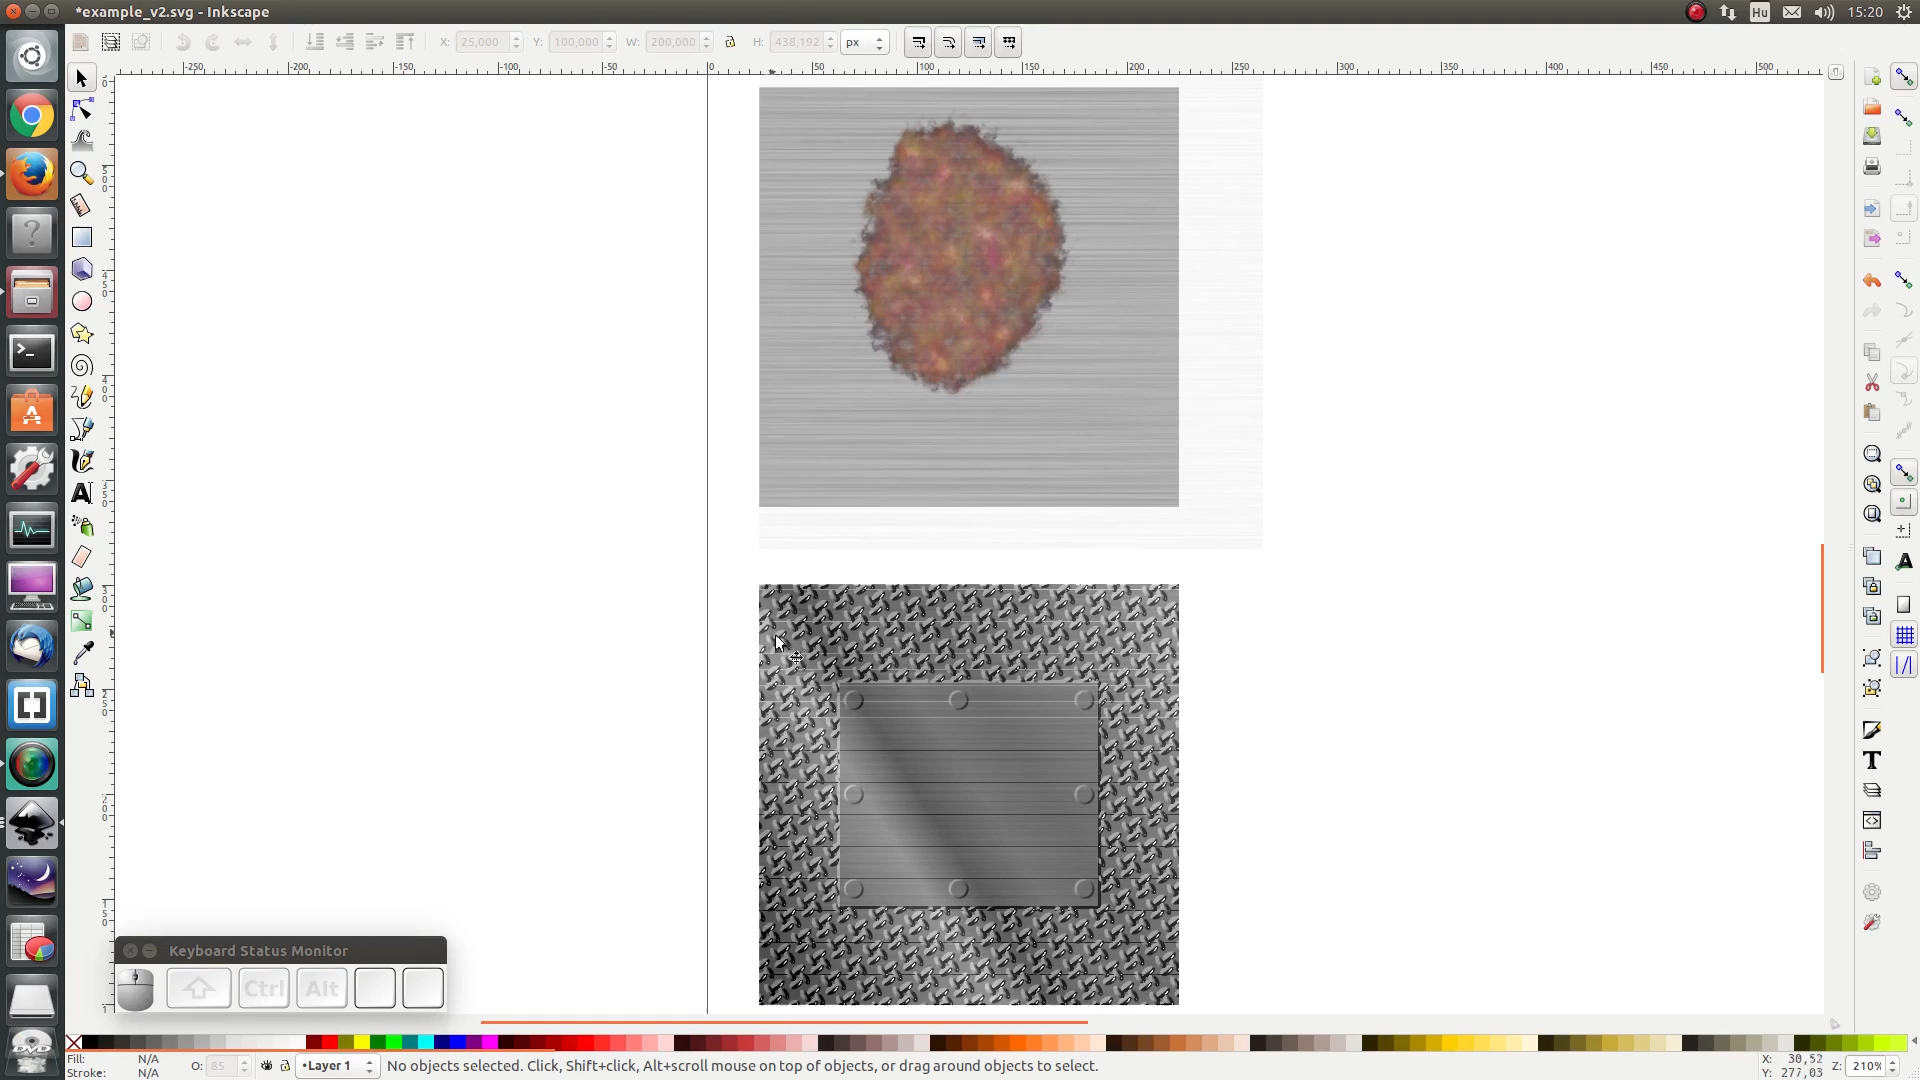 *example_v2.svg - Inkscape
Hu
15:20
X: 25,000
Y: 100,000
W: 200,000
H: 438,192
px
-250 -200 -150 -100 -50 0 50 100 150 200 250 300 350 400 450 500
Keyboard Status Monitor
Ctrl Alt
Fill: N/A
Stroke: N/A
O: 85
•Layer 1
No objects selected. Click, Shift+click, Alt+scroll mouse on top of objects, or drag around objects to select.
X: 30,52
Y: 277,03
Z: 210%